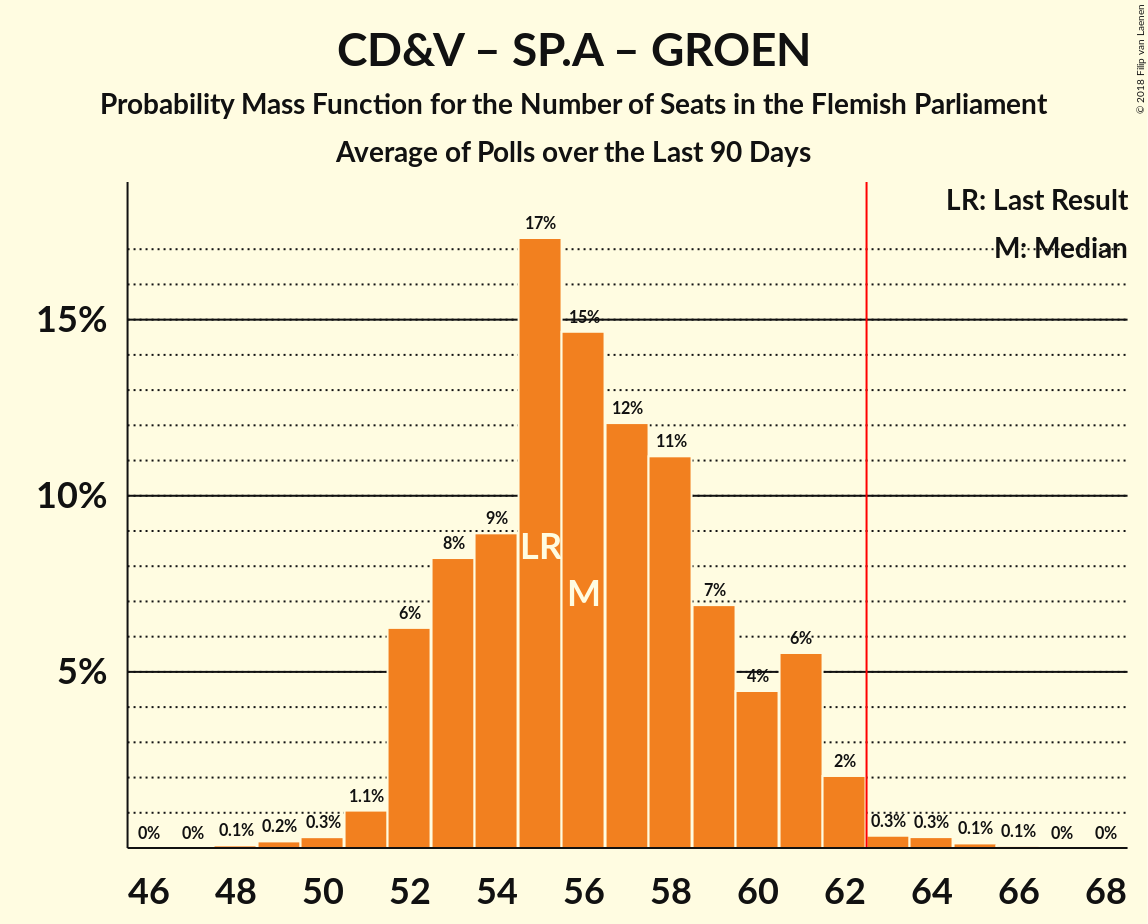 CD&V – SP.A – GROEN
Probability Mass Function for the Number of Seats in the Flemish Parliament
Average of Polls over the Last 90 Days
© 2018 Filip van Laenen
LR: Last Result
M: Median
17%
15%
15%
12%
11%
10%
9%
8%
LR
M
7%
6%
6%
5%
4%
2%
1.1%
0% 0% 0.1% 0.2% 0.3% 0.3% 0.3% 0.1% 0.1% 0% 0%
46 48 50 52 54 56 58 60 62 64 66 68